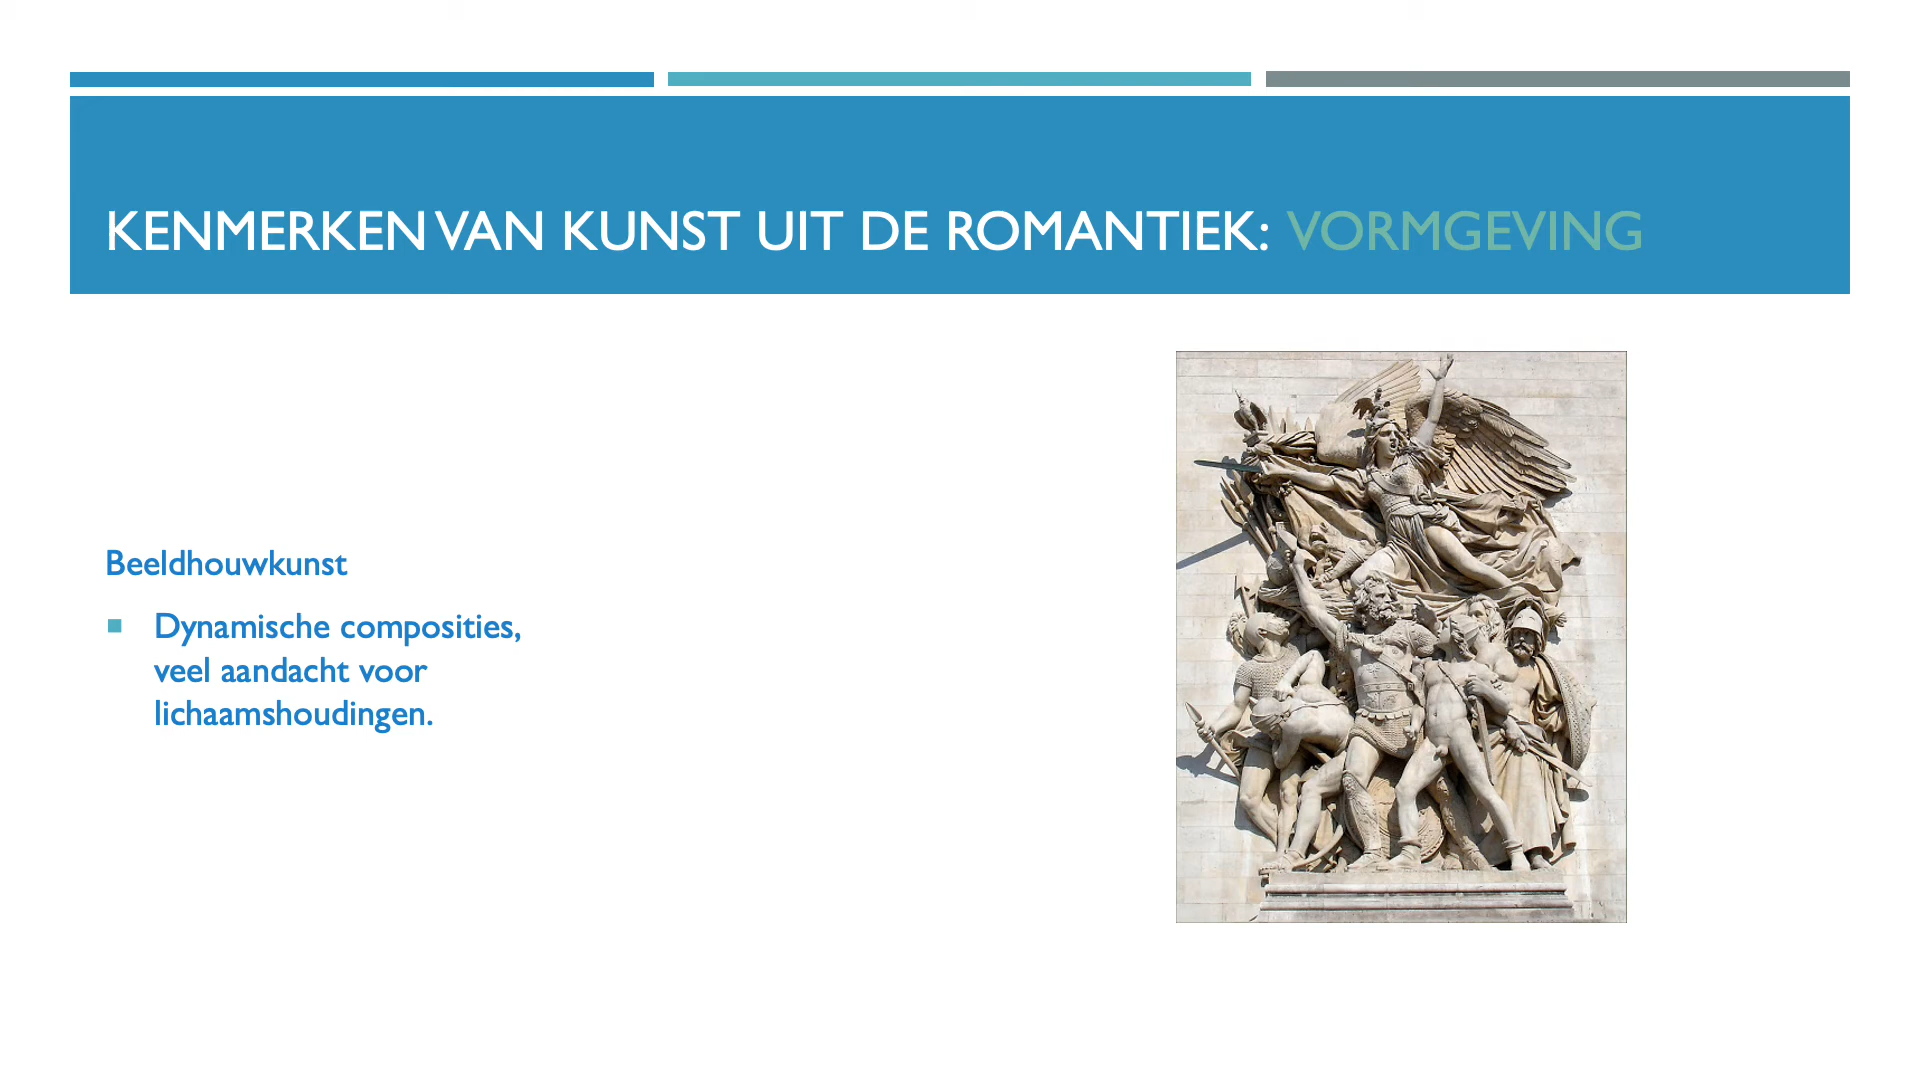 KENMERKEN VAN KUNST UIT DE ROMANTIEK: VORMGEVING
Beeldhouwkunst
Dynamische composities,
veel aandacht voor
lichaamshoudingen.